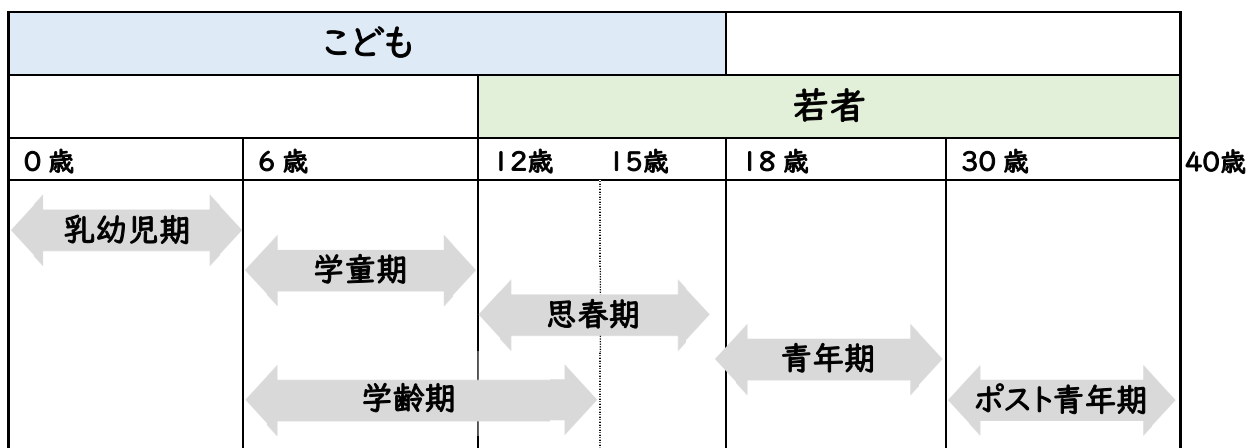 こども
若者
0歳 6歳 12歳 15歳 18歳 30歳 40歳
乳幼児期
学童期
思春期
青年期
学齢期
ポスト青年期